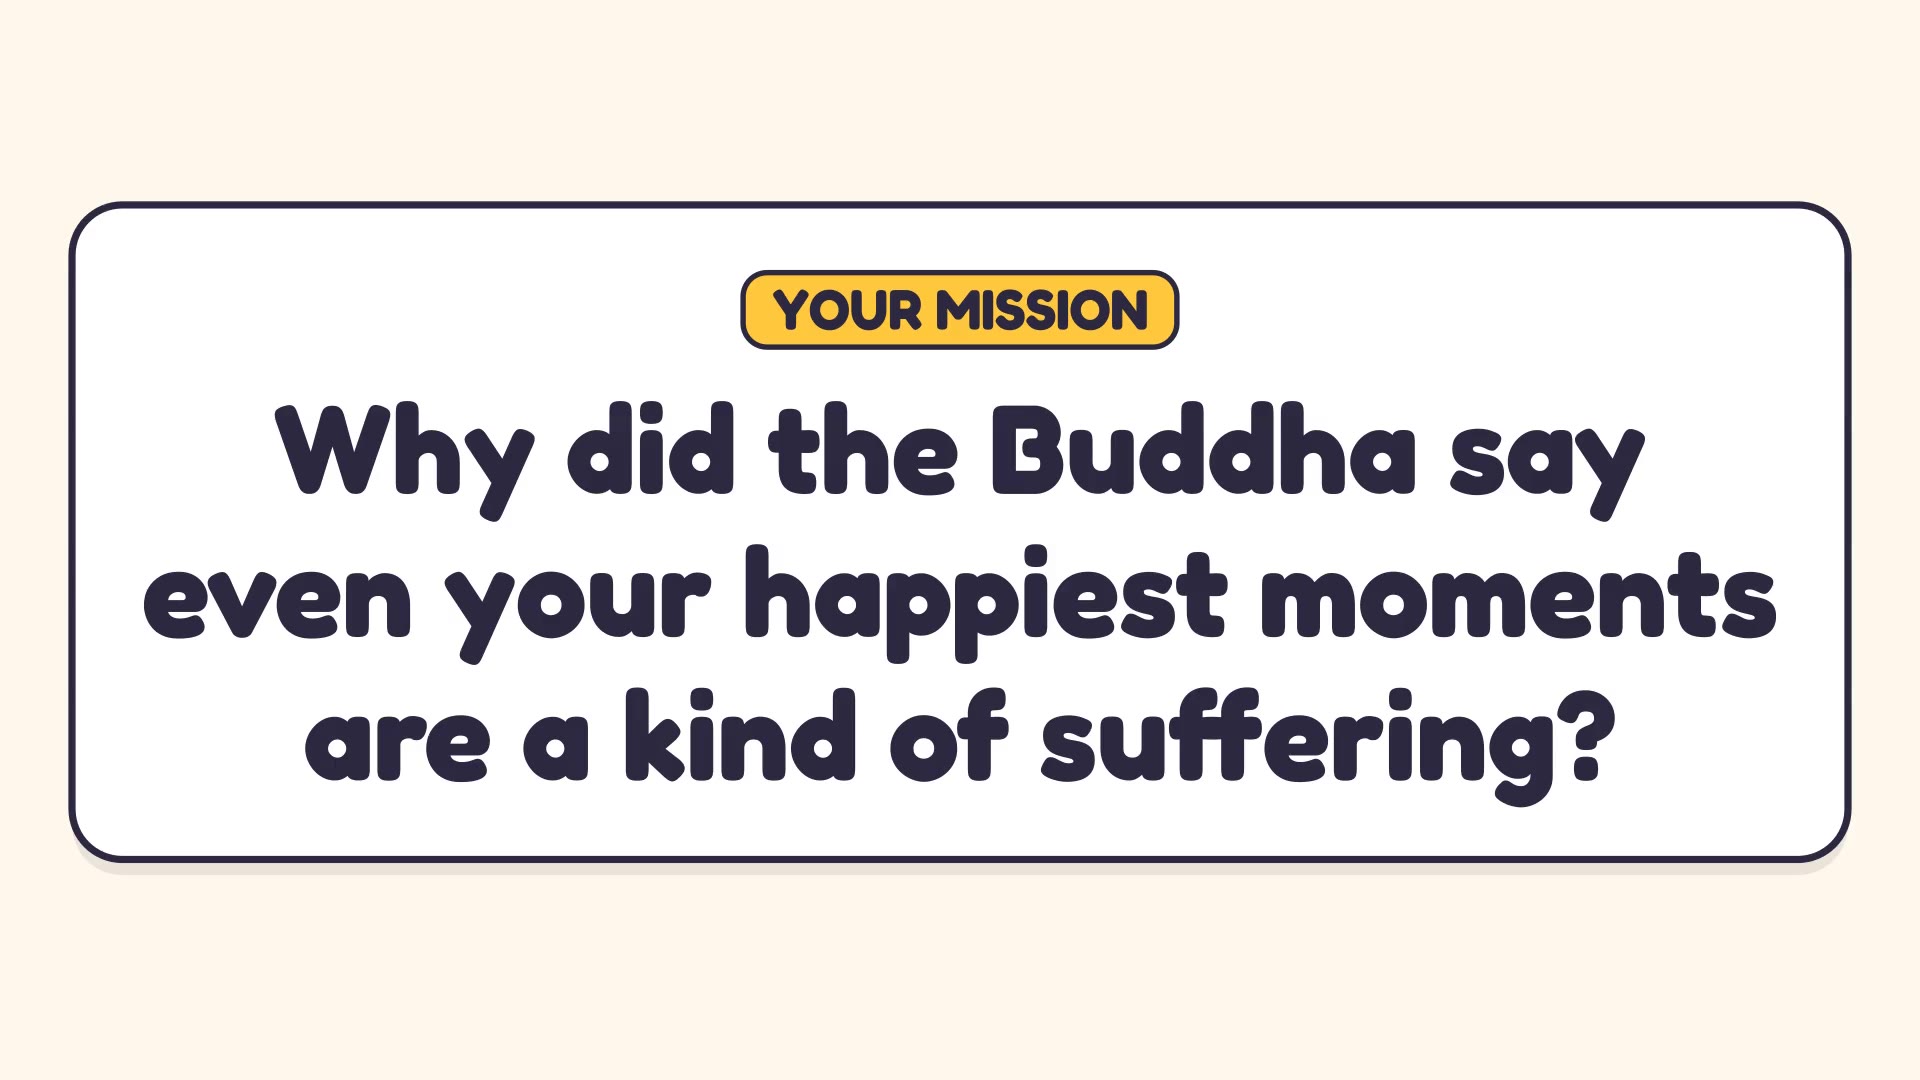 YOUR MISSION
Why did the Buddha say
even your happiest moments
are a kind of suffering?